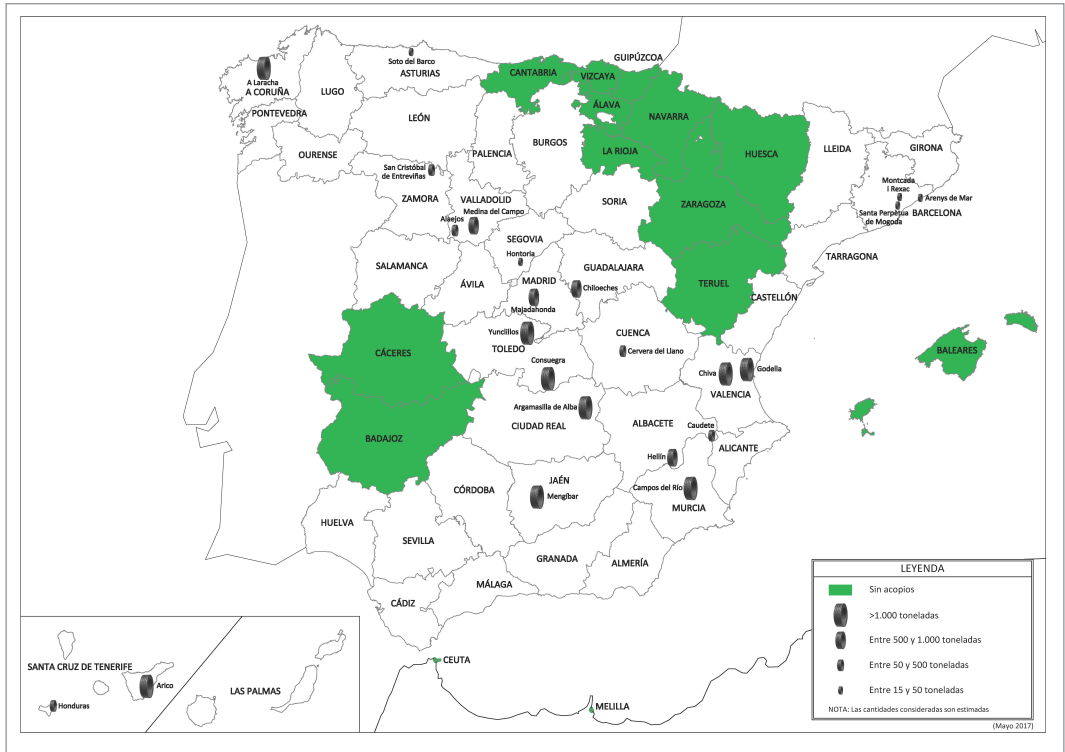 GUIPÚZCOA
Soto del Barco
ASTURIAS
CANTABRIA
VIZCAYA
A Laracha
A CORUÑA
LUGO
ÁLAVA
PONTEVEDRA
LEÓN
NAVARRA
BURGOS
PALENCIA
LA RIOJA
OURENSE
HUESCA
LLEIDA
GIRONA
San Cristóbal
de Entreviñas
Montcada
i Rexac
Arenys de Mar
ZAMORA
VALLADOLID
Medina del Campo
Alaejos
SORIA
ZARAGOZA
Santa Perpètua
de Mogoda
BARCELONA
SEGOVIA
Hontoria
TARRAGONA
SALAMANCA
ÁVILA
MADRID
GUADALAJARA
Chiloeches
TERUEL
CASTELLÓN
Majadahonda
Yuncillos
TOLEDO
CUENCA
Cervera del Llano
BALEARES
CÁCERES
Consuegra
Chiva
Godella
VALENCIA
Argamasilla de Alba
CIUDAD REAL
ALBACETE
Caudete
BADAJOZ
ALICANTE
Hellín
JAÉN
Mengíbar
CÓRDOBA
Campos del Río
MURCIA
HUELVA
SEVILLA
GRANADA
ALMERÍA
MÁLAGA
CÁDIZ
SANTA CRUZ DE TENERIFE
Arico
Honduras
LAS PALMAS
CEUTA
MELILLA
LEYENDA
Sin acopios
>1.000 toneladas
Entre 500 y 1.000 toneladas
Entre 50 y 500 toneladas
Entre 15 y 50 toneladas
NOTA: Las cantidades consideradas son estimadas
(Mayo 2017)